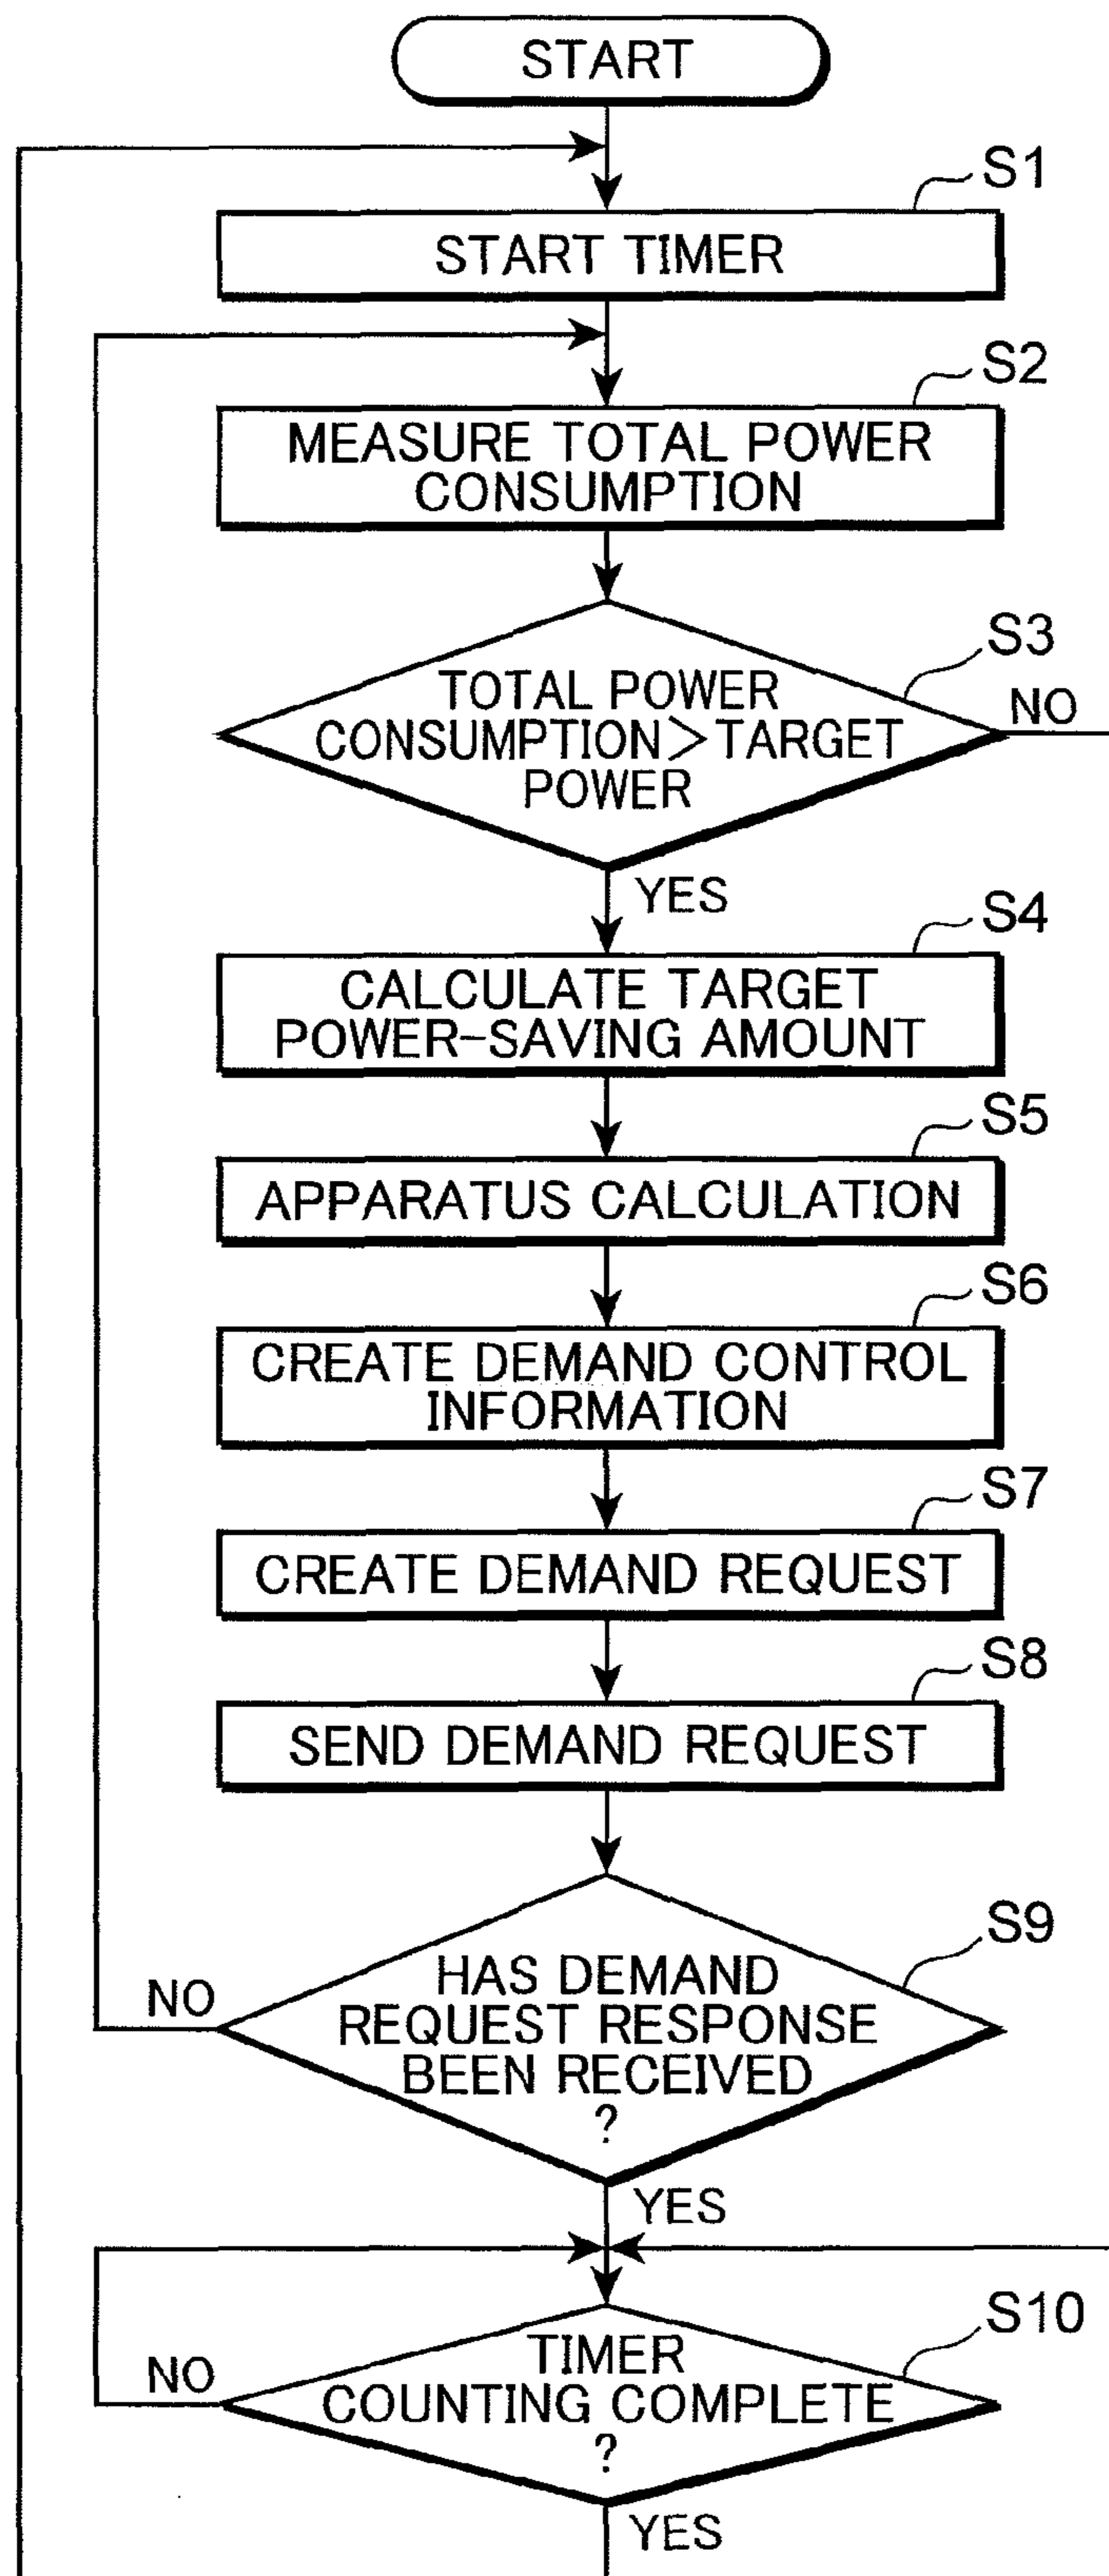 START
S1
START TIMER
S2
MEASURE TOTAL POWER
CONSUMPTION
S3
TOTAL POWER
CONSUMPTION>TARGET
POWER
NO
YES
S4
CALCULATE TARGET
POWER-SAVING AMOUNT
S5
APPARATUS CALCULATION
S6
CREATE DEMAND CONTROL
INFORMATION
S7
CREATE DEMAND REQUEST
S8
SEND DEMAND REQUEST
S9
HAS DEMAND
REQUEST RESPONSE
BEEN RECEIVED
?
NO
YES
S10
TIMER
COUNTING COMPLETE
?
NO
YES